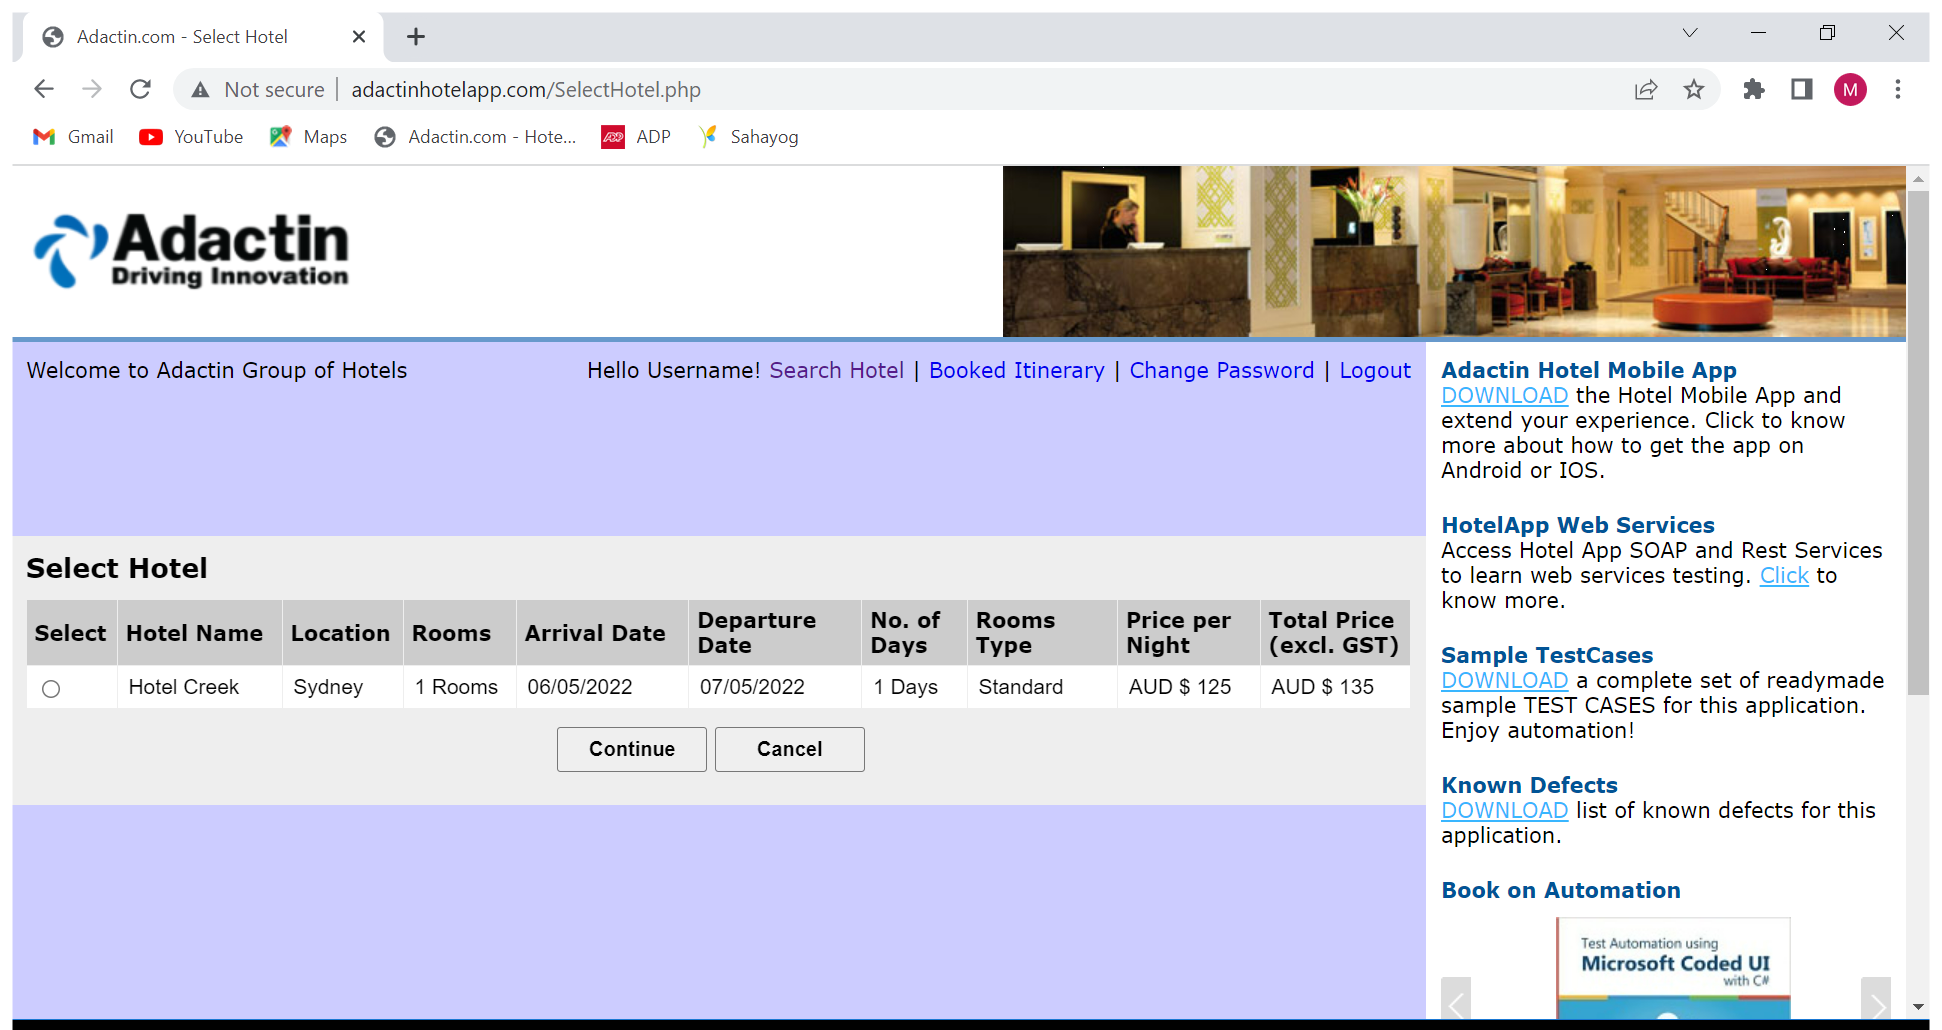 Adactin.com - Select Hotel
Not secure | adactinhotelapp.com/SelectHotel.php
M
Gmail YouTube Maps Adactin.com - Hote... ADP Sahayog
Adactin
Driving Innovation
Welcome to Adactin Group of Hotels
Hello Username! Search Hotel | Booked Itinerary | Change Password | Logout
Select Hotel
Select Hotel Name Location Rooms Arrival Date Departure Date No. of Days Rooms Type Price per Night Total Price (excl. GST)
Hotel Creek Sydney 1 Rooms 06/05/2022 07/05/2022 1 Days Standard AUD $ 125 AUD $ 135
Continue Cancel
Adactin Hotel Mobile App
DOWNLOAD the Hotel Mobile App and
extend your experience. Click to know
more about how to get the app on
Android or IOS.
HotelApp Web Services
Access Hotel App SOAP and Rest Services
to learn web services testing. Click to
know more.
Sample TestCases
DOWNLOAD a complete set of readymade
sample TEST CASES for this application.
Enjoy automation!
Known Defects
DOWNLOAD list of known defects for this
application.
Book on Automation
Test Automation using
Microsoft Coded UI
with C#